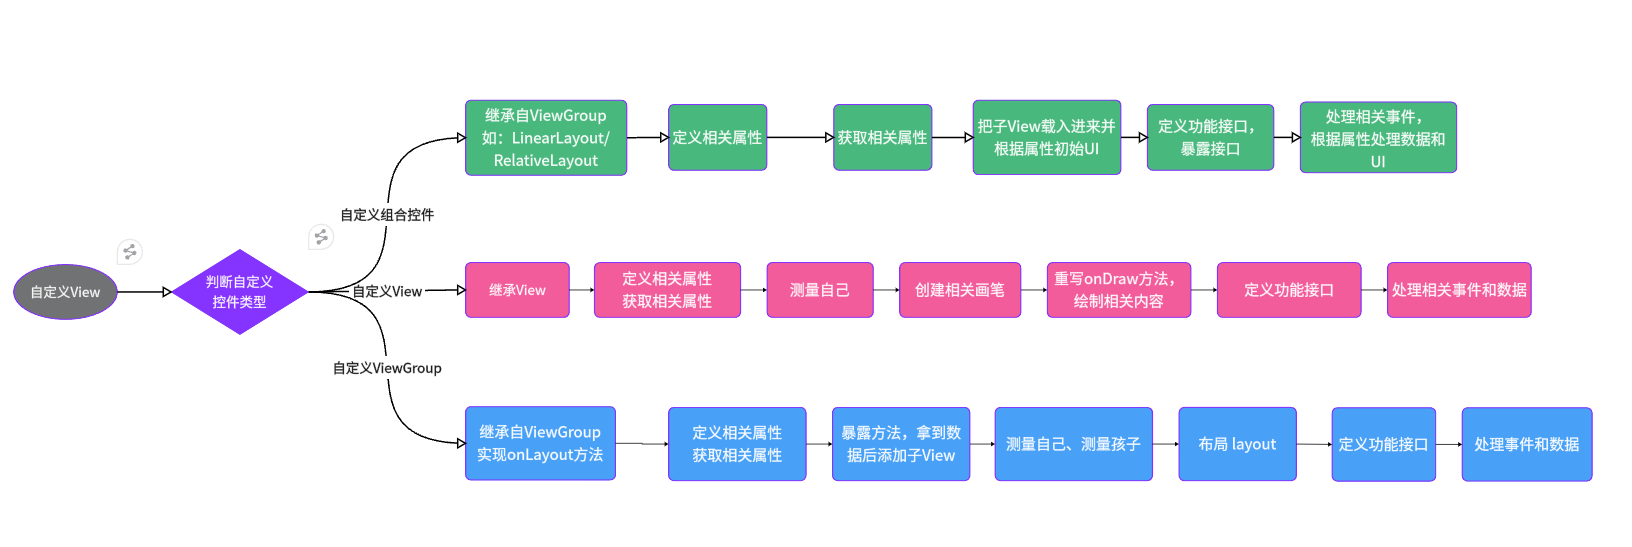 自定义View
判断自定义
控件类型
自定义组合控件
继承自ViewGroup
如：LinearLayout/
RelativeLayout
定义相关属性
获取相关属性
把子View载入进来并
根据属性初始UI
定义功能接口，
暴露接口
处理相关事件，
根据属性处理数据和
UI
自定义View
继承View
定义相关属性
获取相关属性
测量自己
创建相关画笔
重写onDraw方法，
绘制相关内容
定义功能接口
处理相关事件和数据
自定义ViewGroup
继承自ViewGroup
实现onLayout方法
定义相关属性
获取相关属性
暴露方法，拿到数
据后添加子View
测量自己、测量孩子
布局 layout
定义功能接口
处理事件和数据